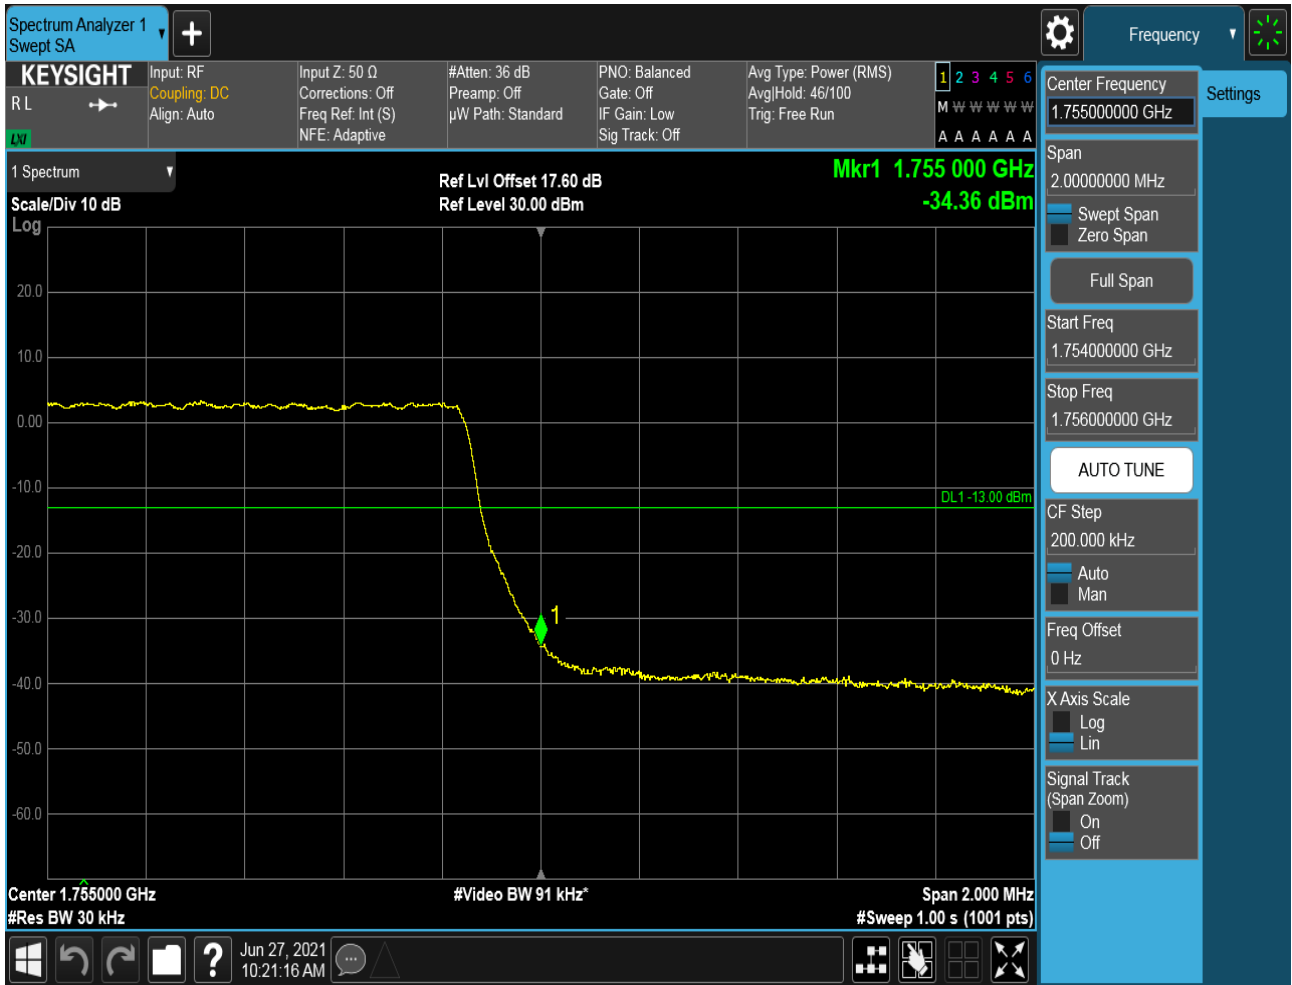 Spectrum Analyzer 1
Swept SA
Frequency
KEYSIGHT
R L
LXI
Input: RF
Coupling: DC
Align: Auto
Input Z: 50 Ω
Corrections: Off
Freq Ref: Int (S)
NFE: Adaptive
#Atten: 36 dB
Preamp: Off
µW Path: Standard
PNO: Balanced
Gate: Off
IF Gain: Low
Sig Track: Off
Avg Type: Power (RMS)
Avg|Hold: 46/100
Trig: Free Run
1 2 3 4 5 6
M W W W W W
A A A A A A
1 Spectrum
Scale/Div 10 dB
Log
Ref Lvl Offset 17.60 dB
Ref Level 30.00 dBm
Mkr1 1.755 000 GHz
-34.36 dBm
20.0
10.0
0.00
-10.0
-20.0
-30.0
-40.0
-50.0
-60.0
DL1 -13.00 dBm
1
Center 1.755000 GHz
#Res BW 30 kHz
#Video BW 91 kHz*
Span 2.000 MHz
#Sweep 1.00 s (1001 pts)
Jun 27, 2021
10:21:16 AM
Center Frequency
1.755000000 GHz
Settings
Span
2.00000000 MHz
Swept Span
Zero Span
Full Span
Start Freq
1.754000000 GHz
Stop Freq
1.756000000 GHz
AUTO TUNE
CF Step
200.000 kHz
Auto
Man
Freq Offset
0 Hz
X Axis Scale
Log
Lin
Signal Track
(Span Zoom)
On
Off